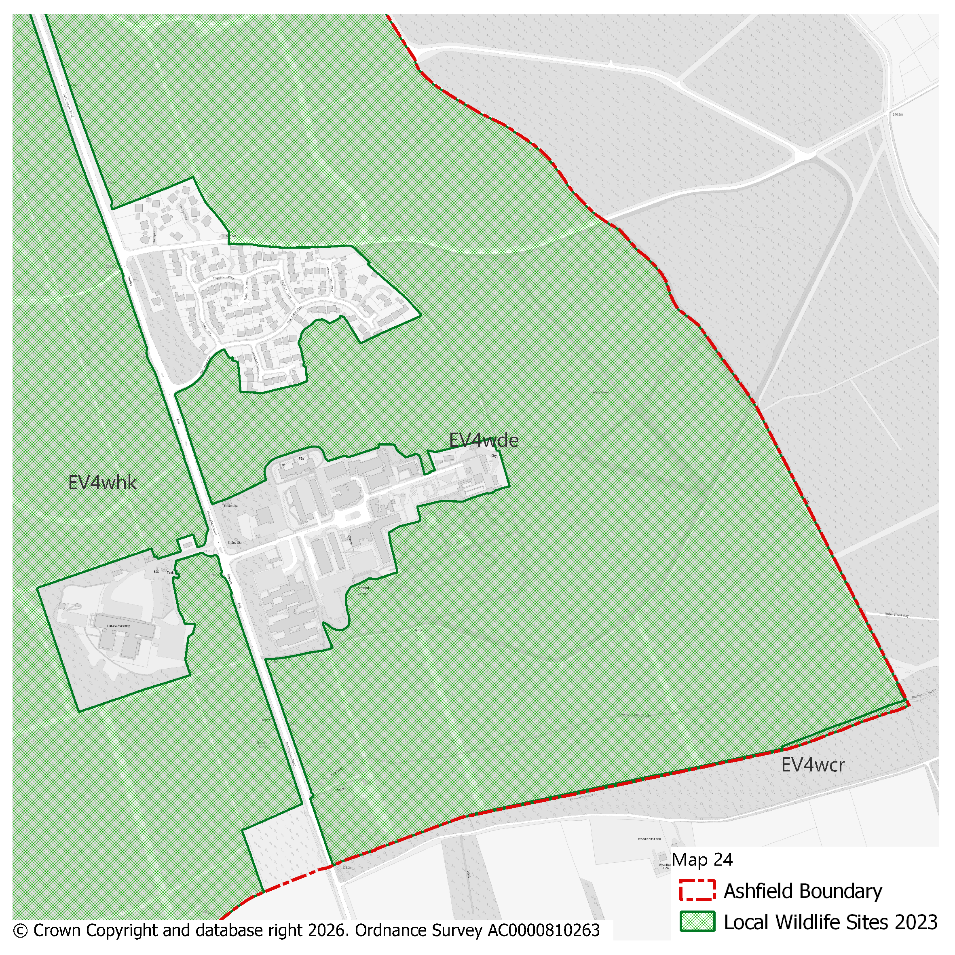 EV4wde
EV4whk
EV4wcr
Map 24
Ashfield Boundary
Local Wildlife Sites 2023
© Crown Copyright and database right 2026. Ordnance Survey AC0000810263